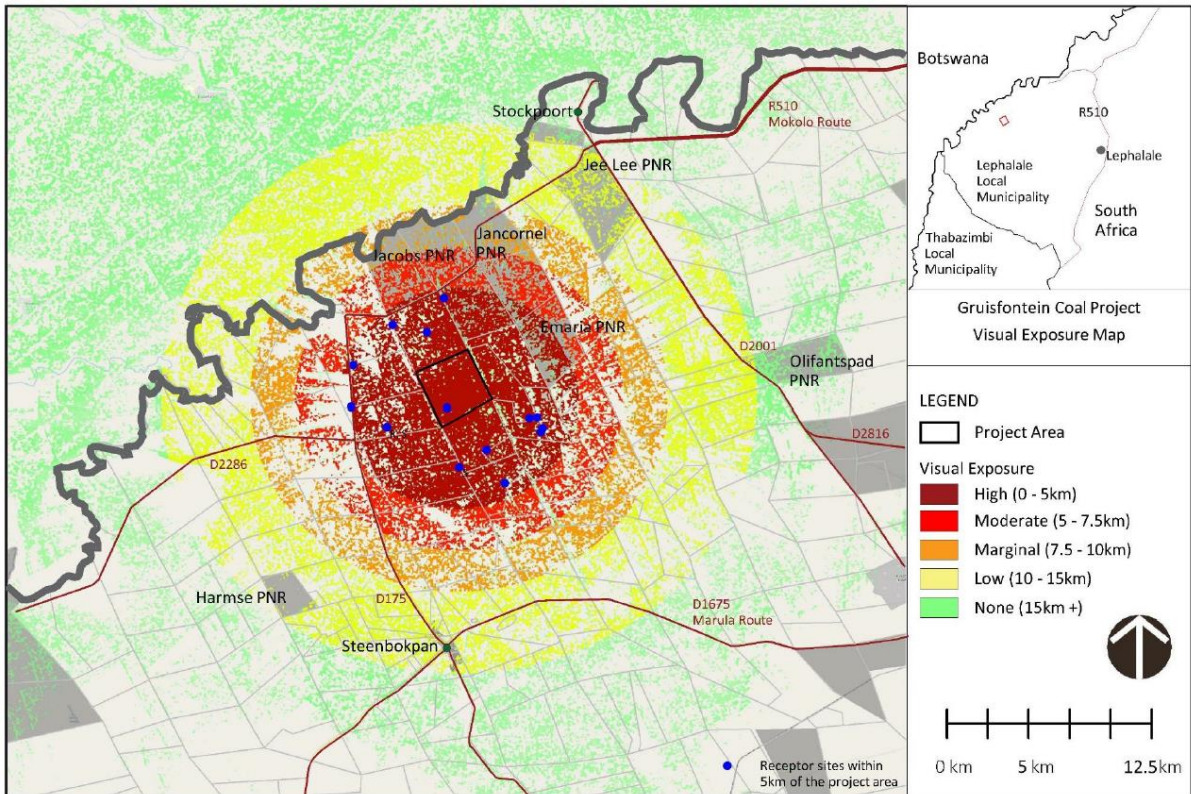 Stockpoort
R510
Mokolo Route
Jee Lee PNR
Jancornel
PNR
Jacobs PNR
Emaria PNR
D2001
Olifantspad
PNR
D2816
D2286
Harmse PNR
D175
D1675
Marula Route
Steenbokpan
Receptor sites within
5km of the project area
Botswana
R510
Lephalale
Lephalale
Local
Municipality
South
Africa
Thabazimbi
Local
Municipality
Gruisfontein Coal Project
Visual Exposure Map
LEGEND
Project Area
Visual Exposure
High (0 - 5km)
Moderate (5 - 7.5km)
Marginal (7.5 - 10km)
Low (10 - 15km)
None (15km +)
0 km 5 km 12.5km